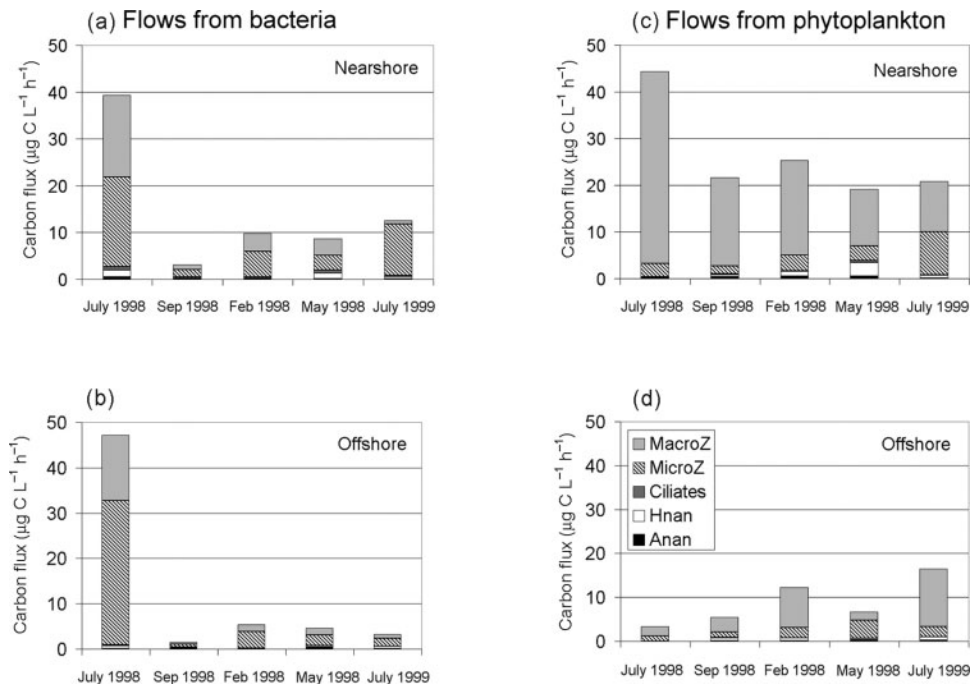 (a) Flows from bacteria
50
40
30
20
10
0
Carbon flux (µg C L⁻¹ h⁻¹)
Nearshore
July 1998 Sep 1998 Feb 1998 May 1998 July 1999
(c) Flows from phytoplankton
50
40
30
20
10
0
Carbon flux (µg C L⁻¹ h⁻¹)
Nearshore
July 1998 Sep 1998 Feb 1998 May 1998 July 1999
(b)
50
40
30
20
10
0
Carbon flux (µg C L⁻¹ h⁻¹)
Offshore
July 1998 Sep 1998 Feb 1998 May 1998 July 1999
(d)
50
40
30
20
10
0
Carbon flux (µg C L⁻¹ h⁻¹)
Offshore
MacroZ
MicroZ
Ciliates
Hnan
Anan
July 1998 Sep 1998 Feb 1998 May 1998 July 1999